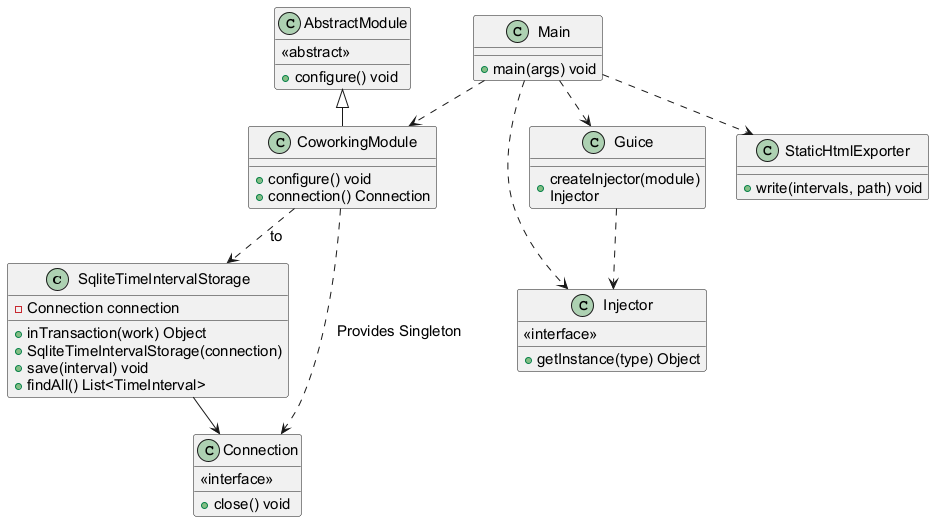 C AbstractModule
«abstract»
configure() void
C Main
main(args) void
C CoworkingModule
configure() void
connection() Connection
C Guice
createInjector(module)
Injector
C StaticHtmlExporter
write(intervals, path) void
to
C SqliteTimeIntervalStorage
Connection connection
inTransaction(work) Object
SqliteTimeIntervalStorage(connection)
save(interval) void
findAll() List<TimeInterval>
Provides Singleton
C Injector
«interface»
getInstance(type) Object
C Connection
«interface»
close() void